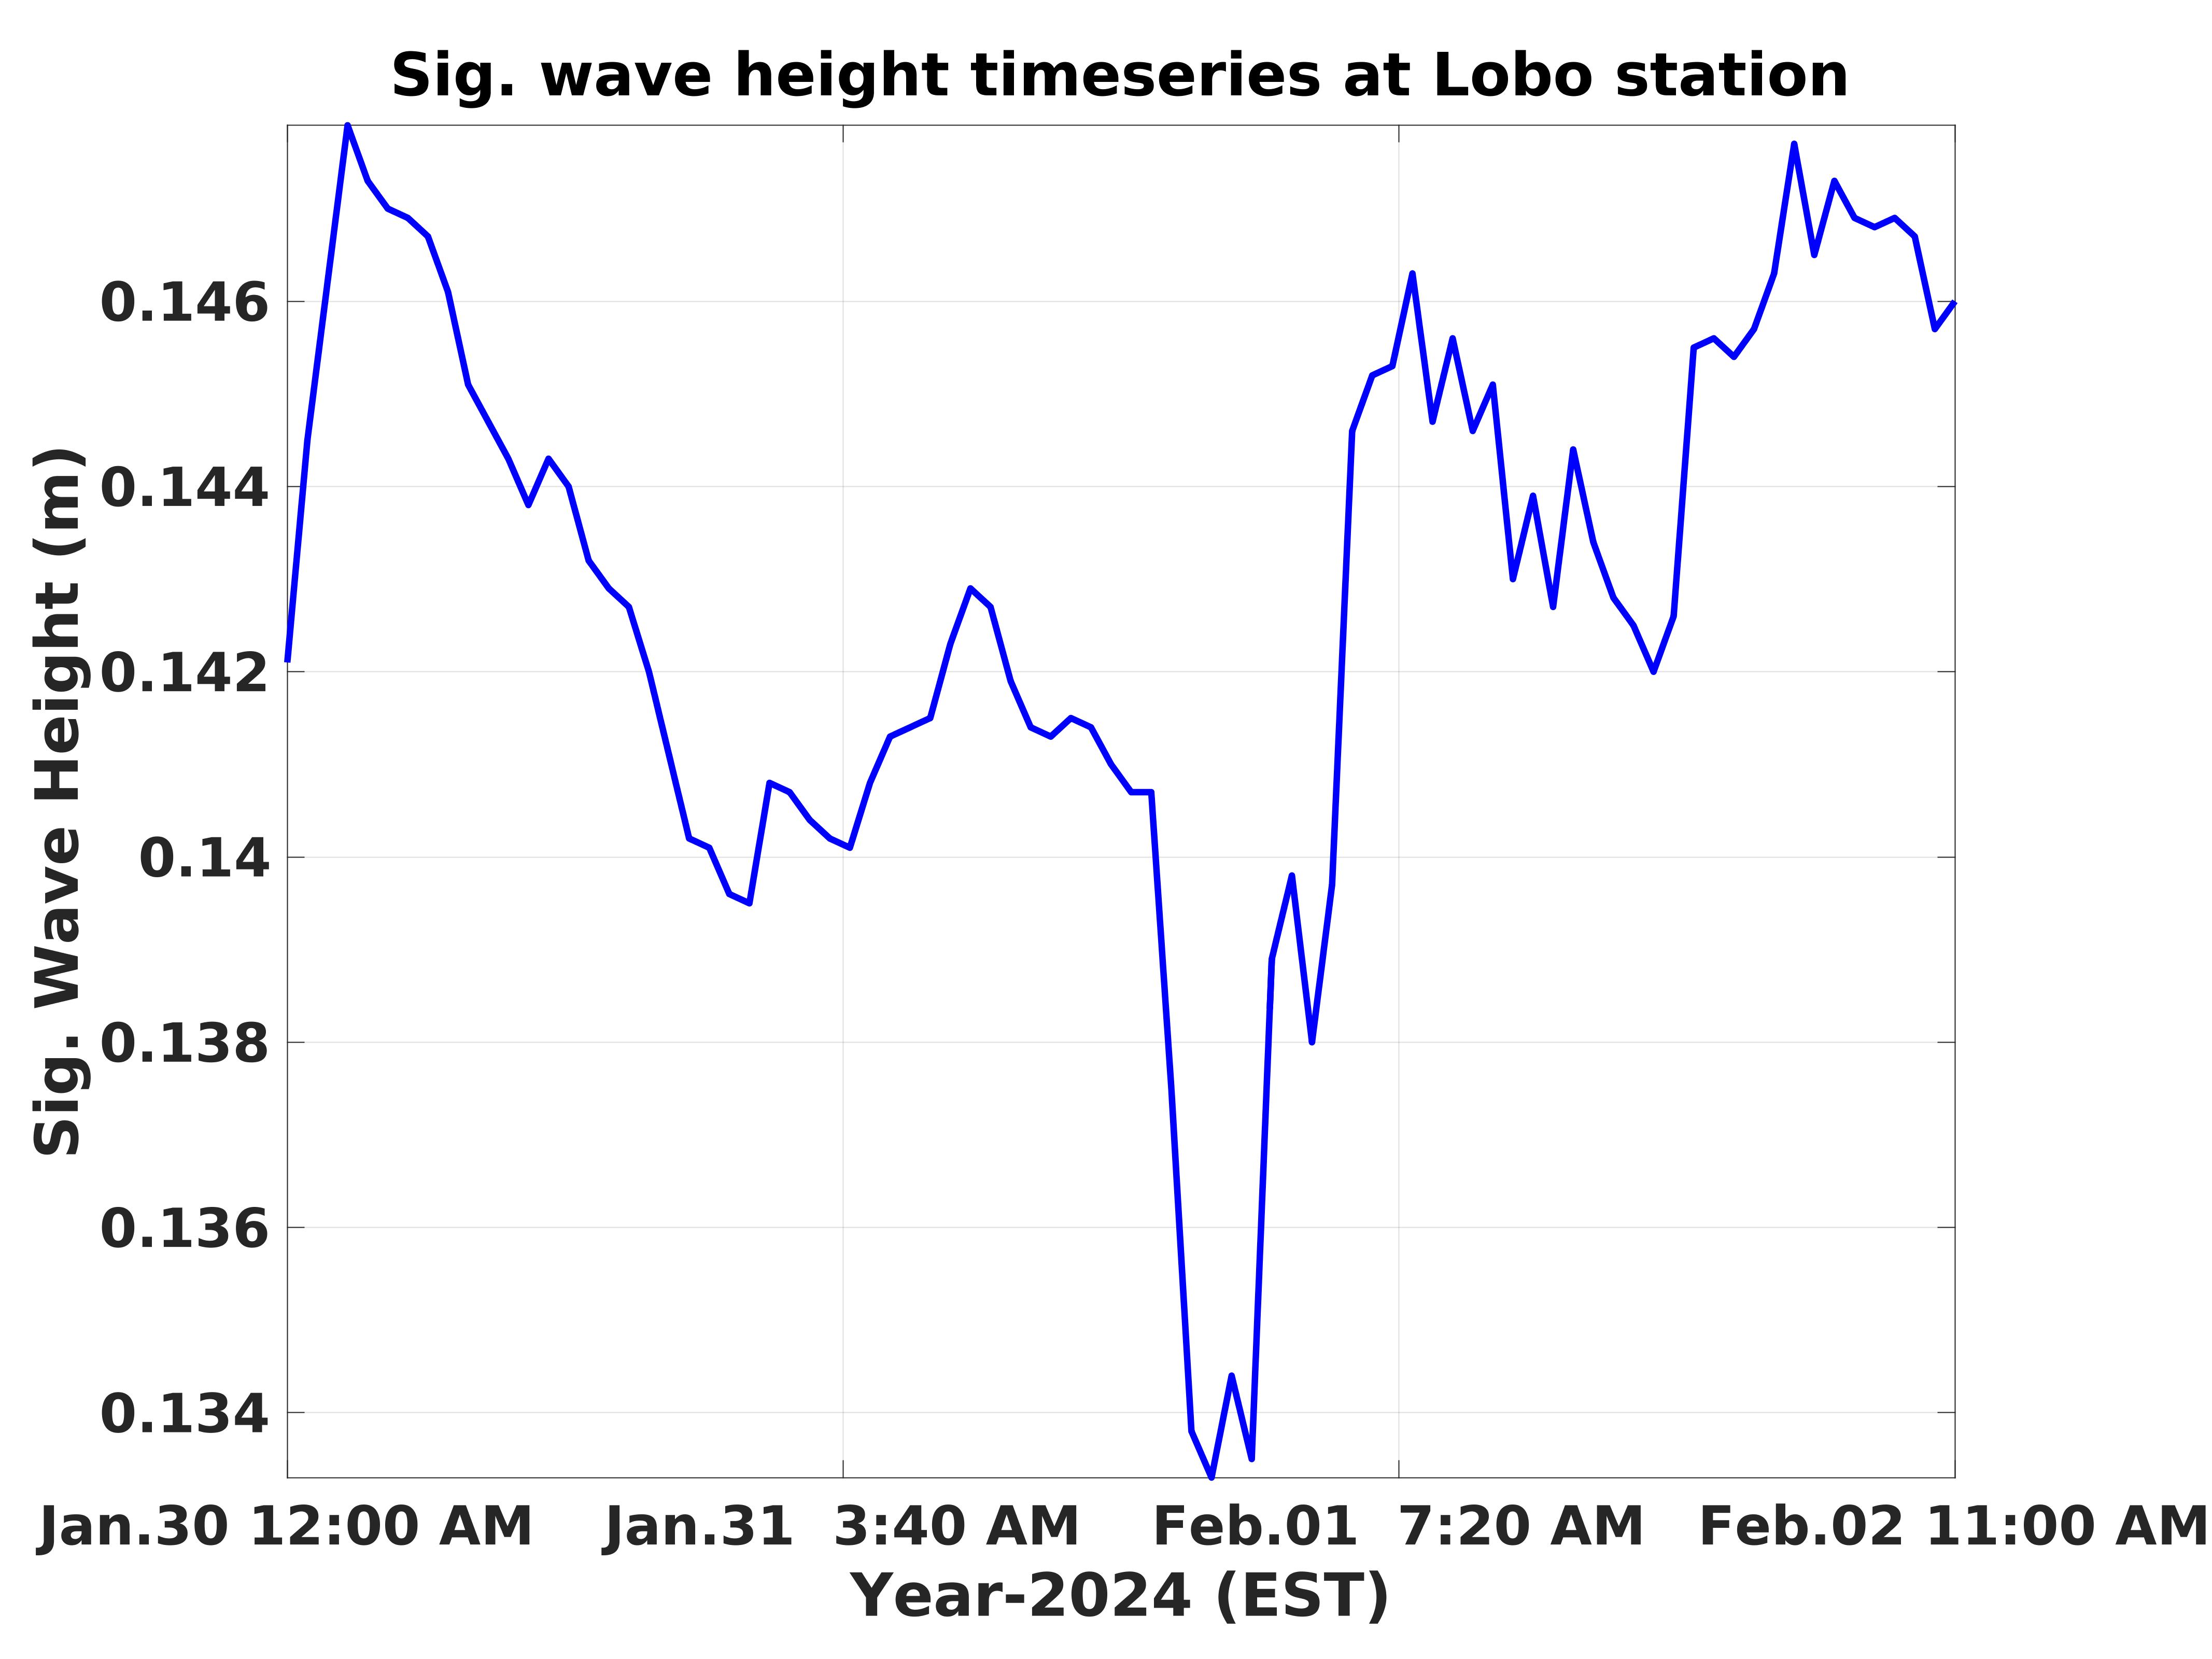 Sig. wave height timeseries at Lobo station
Sig. Wave Height (m)
0.146
0.144
0.142
0.14
0.138
0.136
0.134
Jan.30 12:00 AM Jan.31 3:40 AM Feb.01 7:20 AM Feb.02 11:00 AM
Year-2024 (EST)